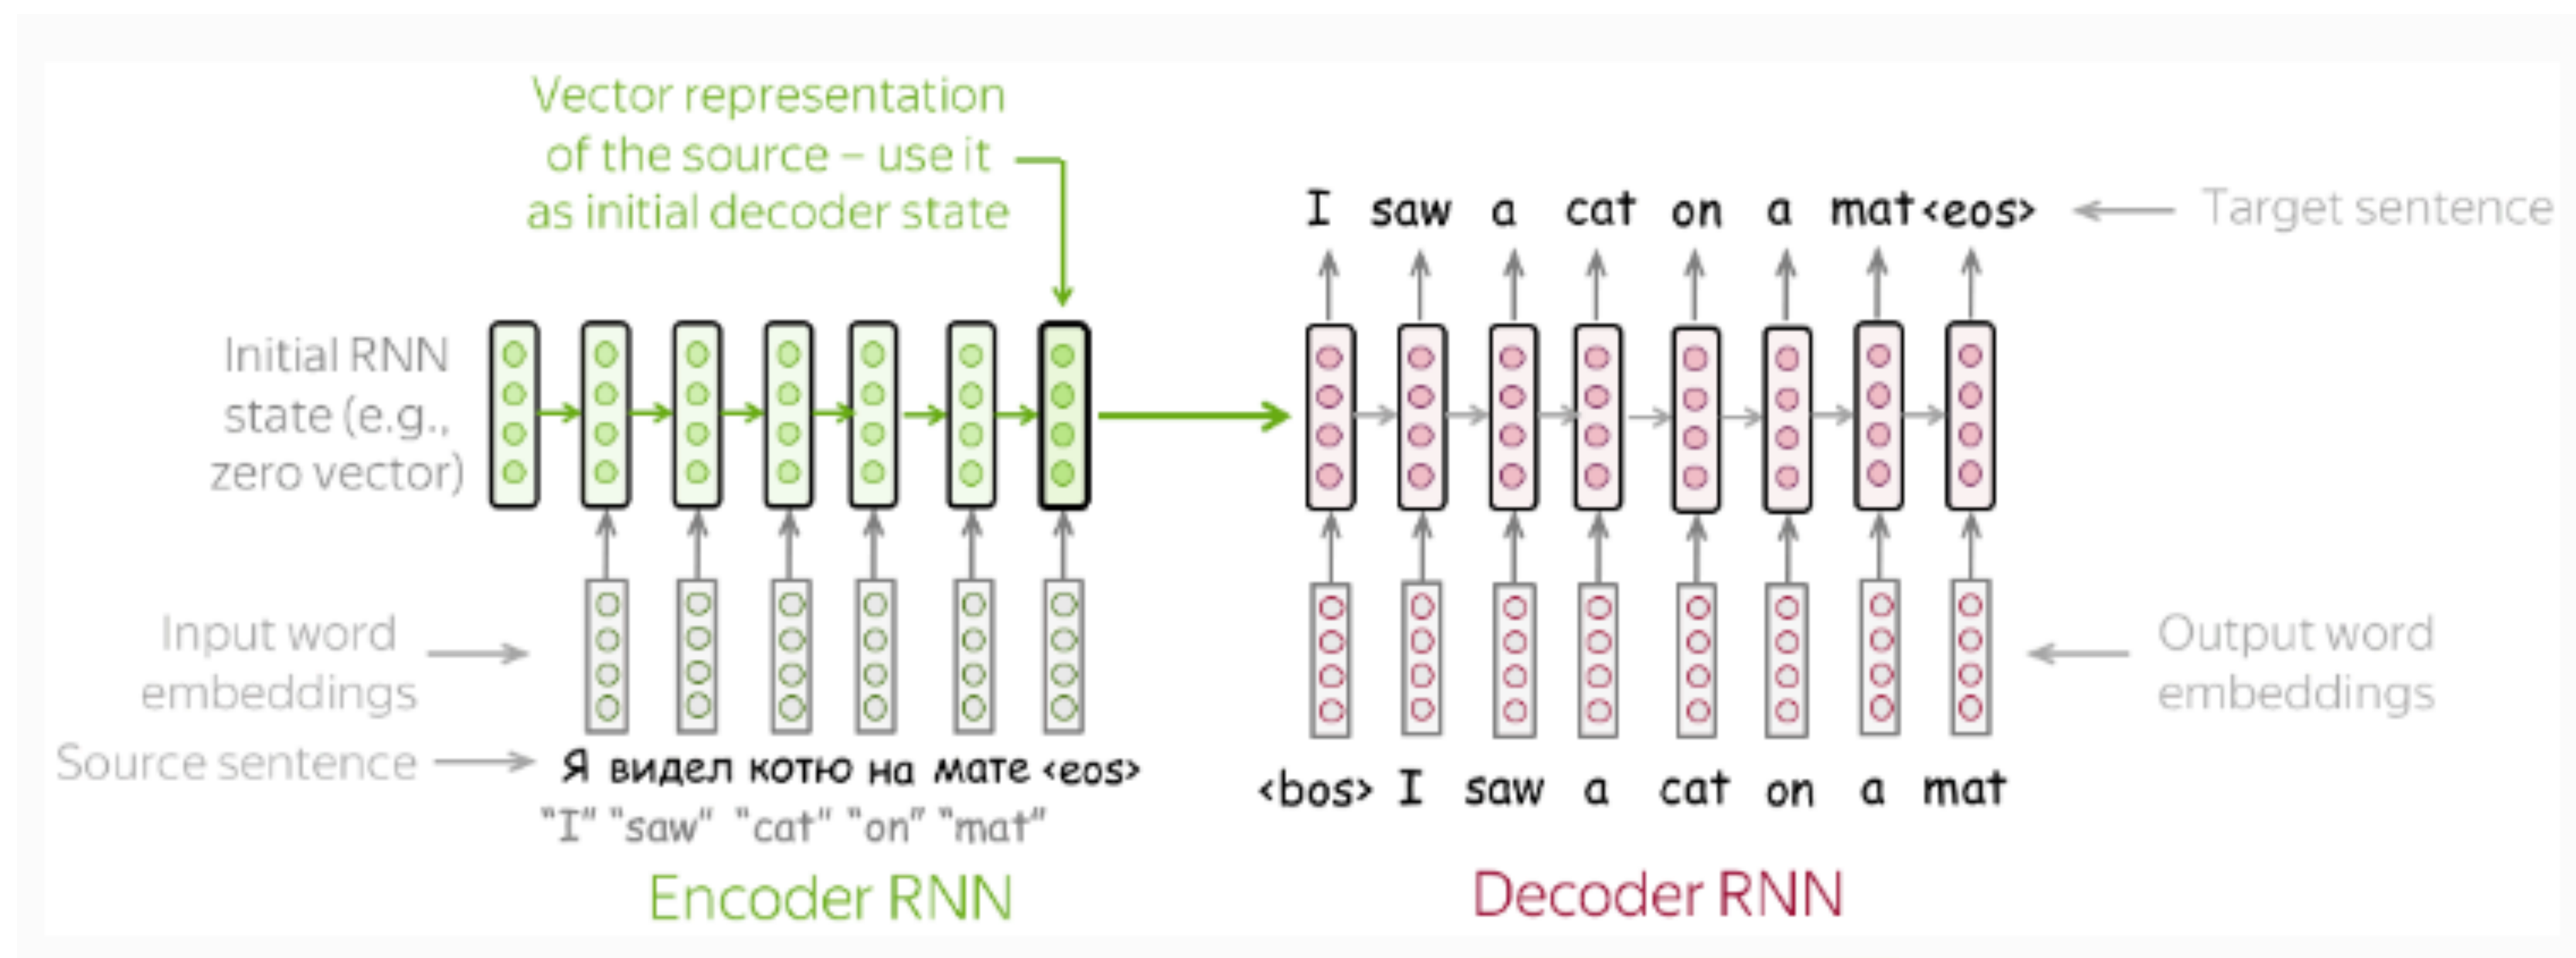 Vector representation
of the source – use it
as initial decoder state
I saw a cat on a mat <eos>
Target sentence
Initial RNN
state (e.g.,
zero vector)
Input word
embeddings
Output word
embeddings
Source sentence
Я видел котю на мате <eos>
"I" "saw" "cat" "on" "mat"
<bos> I saw a cat on a mat
Encoder RNN
Decoder RNN